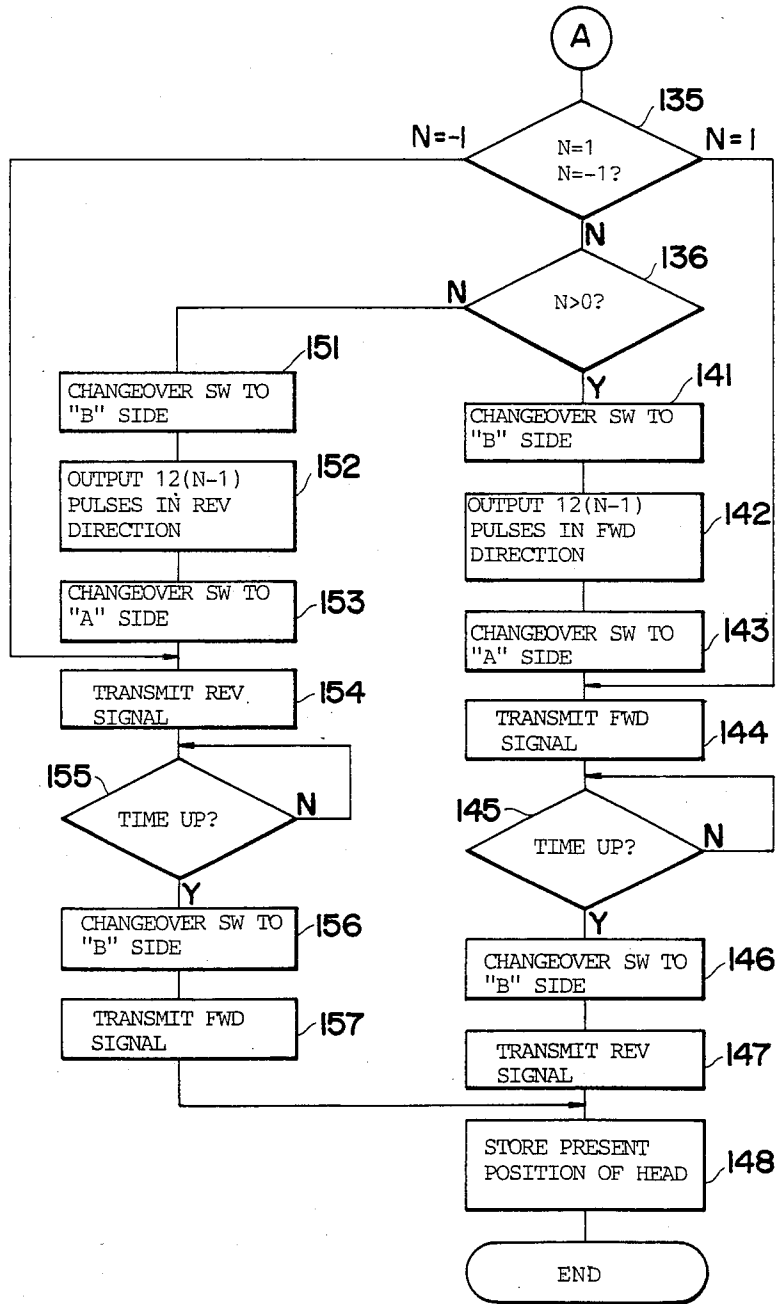 A
135
N=-1
N=1
N=1
N=-1?
N
136
N
N>0?
Y
151
CHANGEOVER SW TO
"B" SIDE
141
CHANGEOVER SW TO
"B" SIDE
152
OUTPUT 12(N-1)
PULSES IN REV
DIRECTION
142
OUTPUT 12(N-1)
PULSES IN FWD
DIRECTION
153
CHANGEOVER SW TO
"A" SIDE
143
CHANGEOVER SW TO
"A" SIDE
154
TRANSMIT REV
SIGNAL
144
TRANSMIT FWD
SIGNAL
155
TIME UP?
N
Y
145
TIME UP?
N
Y
156
CHANGEOVER SW TO
"B" SIDE
146
CHANGEOVER SW TO
"B" SIDE
157
TRANSMIT FWD
SIGNAL
147
TRANSMIT REV
SIGNAL
148
STORE PRESENT
POSITION OF HEAD
END